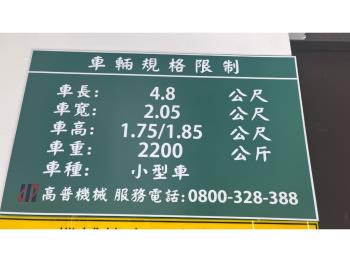 車輛規格限制
車長: 4.8 公尺
車寬: 2.05 公尺
車高: 1.75/1.85 公尺
車重: 2200 公斤
車種: 小型車
高普機械 服務電話:0800-328-388